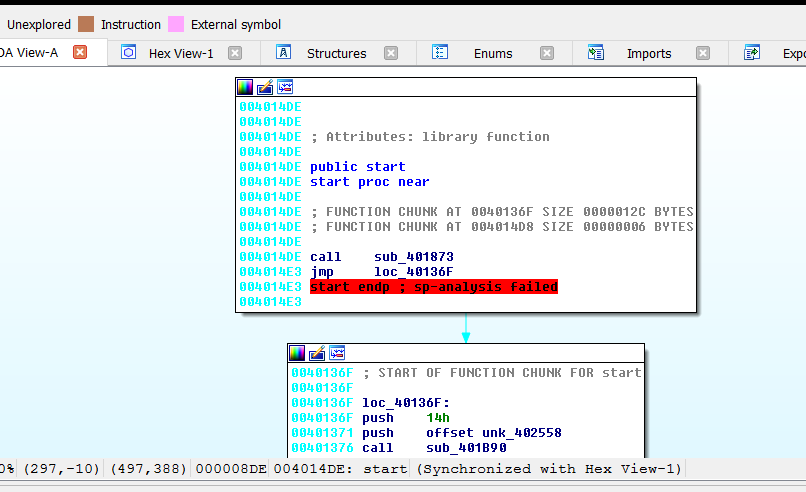 Unexplored Instruction External symbol
DA View-A Hex View-1 Structures Enums Imports Expo
004014DE
004014DE
004014DE ; Attributes: library function
004014DE
004014DE public start
004014DE start proc near
004014DE
004014DE ; FUNCTION CHUNK AT 0040136F SIZE 0000012C BYTES
004014DE ; FUNCTION CHUNK AT 004014D8 SIZE 00000006 BYTES
004014DE
004014DE call sub_401873
004014E3 jmp loc_40136F
004014E3 start endp ; sp-analysis failed
004014E3
0040136F ; START OF FUNCTION CHUNK FOR start
0040136F
0040136F loc_40136F:
0040136F push 14h
00401371 push offset unk_402558
00401376 call sub_401B90
0% (297,-10) (497,388) 000008DE 004014DE: start (Synchronized with Hex View-1)